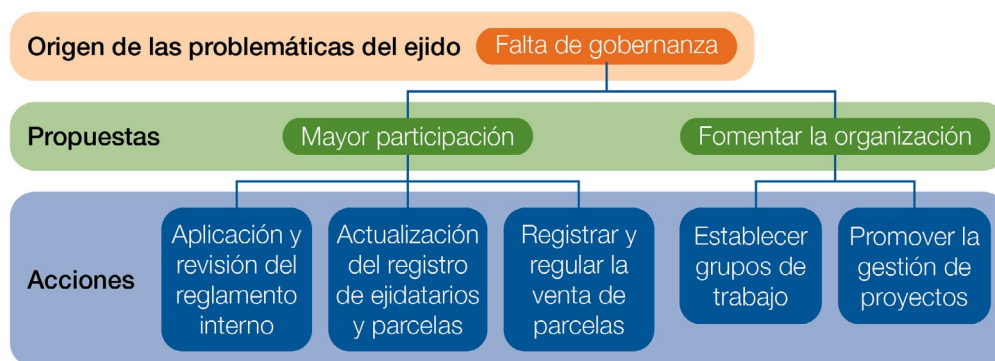 Origen de las problemáticas del ejido
Falta de gobernanza
Propuestas
Mayor participación
Fomentar la organización
Acciones
Aplicación y
revisión del
reglamento
interno
Actualización
del registro
de ejidatarios
y parcelas
Registrar y
regular la
venta de
parcelas
Establecer
grupos de
trabajo
Promover la
gestión de
proyectos